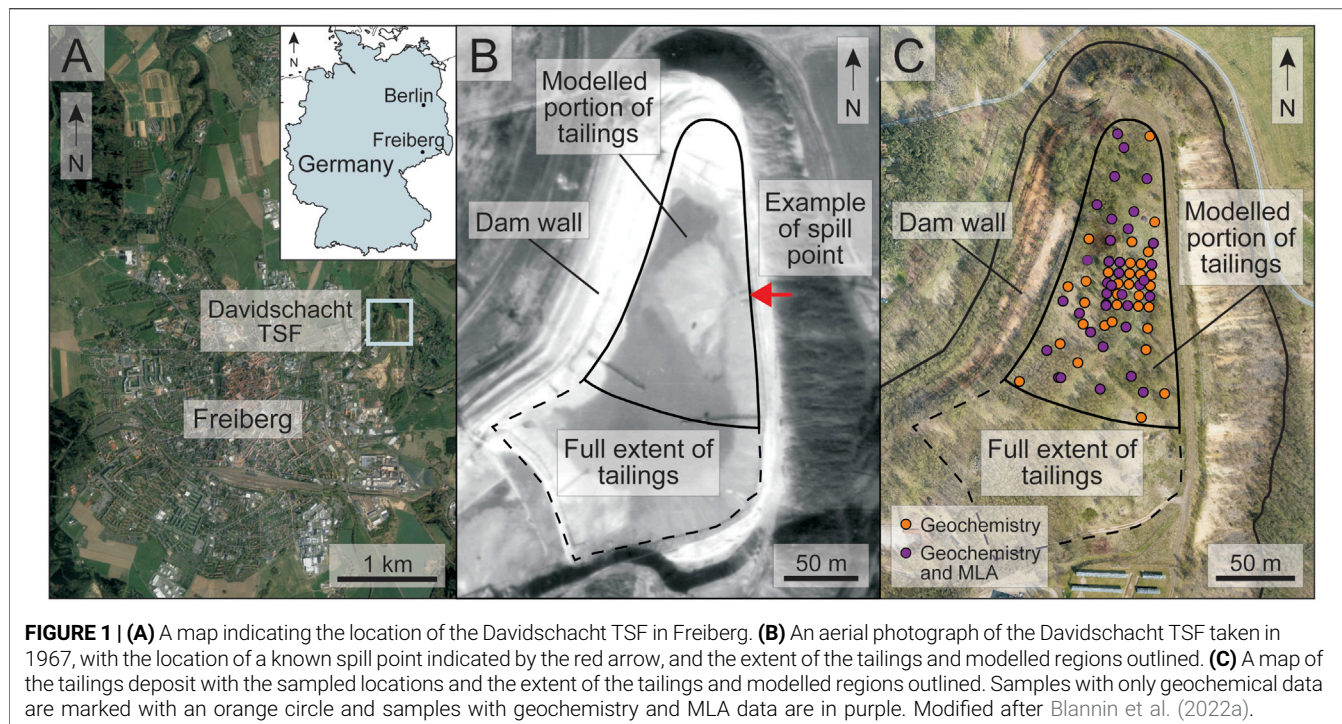 A
N
N
Berlin
Freiberg
Germany
Davidschacht
TSF
Freiberg
1 km
B
N
Modelled
portion of
tailings
Dam wall
Example
of spill
point
Full extent of
tailings
50 m
C
N
Dam wall
Modelled
portion of
tailings
Full extent of
tailings
Geochemistry
Geochemistry
and MLA
50 m
FIGURE 1 | (A) A map indicating the location of the Davidschacht TSF in Freiberg. (B) An aerial photograph of the Davidschacht TSF taken in
1967, with the location of a known spill point indicated by the red arrow, and the extent of the tailings and modelled regions outlined. (C) A map of
the tailings deposit with the sampled locations and the extent of the tailings and modelled regions outlined. Samples with only geochemical data
are marked with an orange circle and samples with geochemistry and MLA data are in purple. Modified after Blannin et al. (2022a).